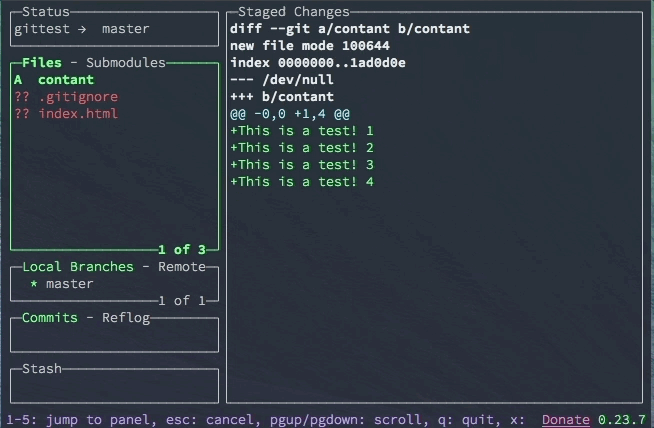 Status
gittest → master
Files - Submodules
A contant
?? .gitignore
?? index.html
1 of 3
Local Branches - Remote
* master
1 of 1
Commits - Reflog
Stash
Staged Changes
diff --git a/contant b/contant
new file mode 100644
index 0000000..1ad0d0e
--- /dev/null
+++ b/contant
@@ -0,0 +1,4 @@
+This is a test! 1
+This is a test! 2
+This is a test! 3
+This is a test! 4
1-5: jump to panel, esc: cancel, pgup/pgdown: scroll, q: quit, x: Donate 0.23.7